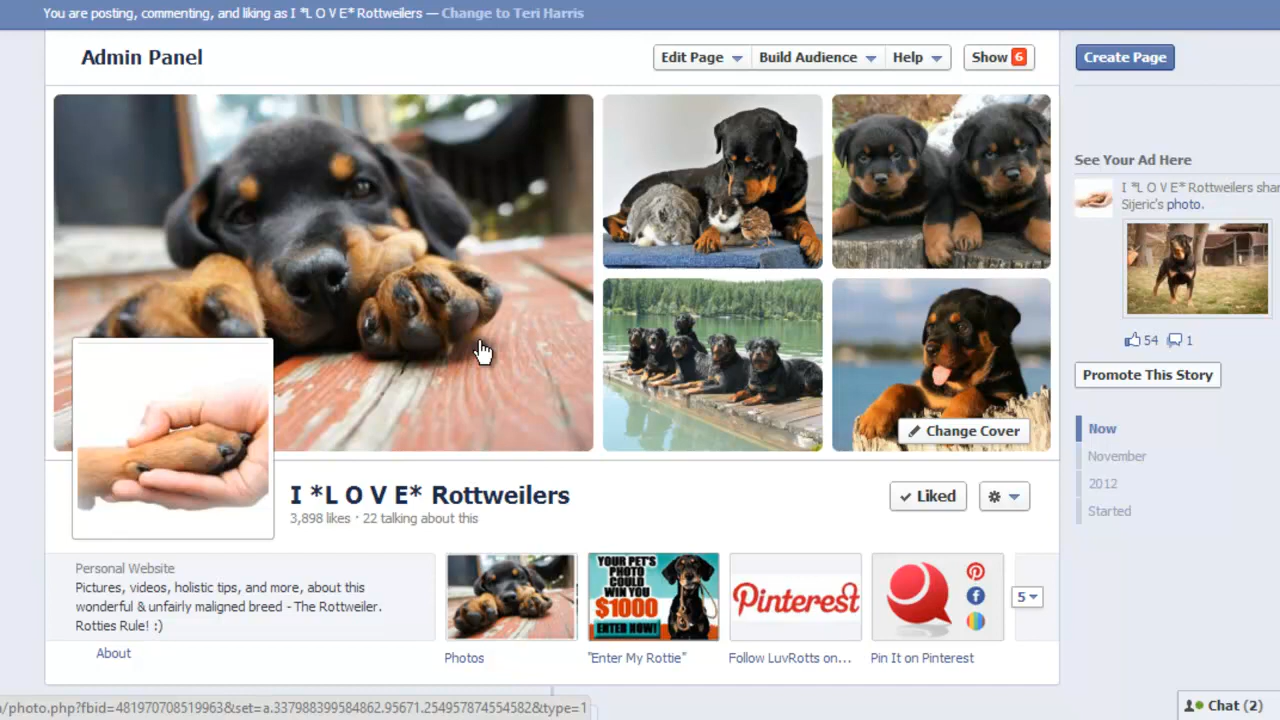 You are posting, commenting, and liking as I *L O V E* Rottweilers — Change to Teri Harris
Admin Panel
Edit Page
Build Audience
Help
Show 6
Create Page
See Your Ad Here
I *L O V E* Rottweilers shar
Sijeric's photo.
54
1
Promote This Story
Now
November
2012
Started
Change Cover
I *L O V E* Rottweilers
3,898 likes · 22 talking about this
Liked
Personal Website
Pictures, videos, holistic tips, and more, about this
wonderful & unfairly maligned breed - The Rottweiler.
Rotties Rule! :)
About
YOUR PET'S
PHOTO
COULD
WIN YOU
$1000
ENTER NOW!
Pinterest
5
Photos
"Enter My Rottie"
Follow LuvRotts on...
Pin It on Pinterest
/photo.php?fbid=481970708519963&set=a.337988399584862.95671.254957874554582&type=1
Chat (2)